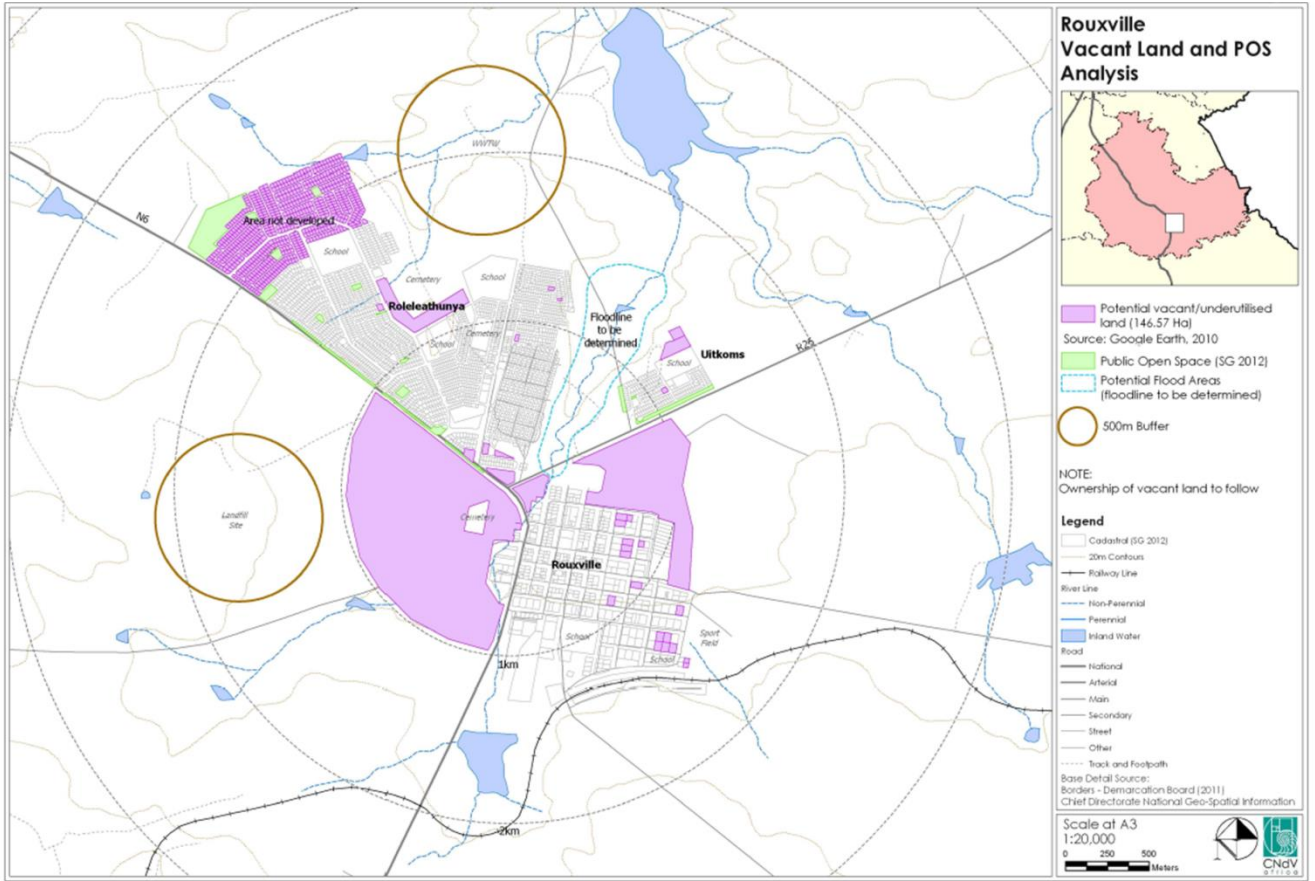 Rouxville
Vacant Land and POS
Analysis
Potential vacant/underutilised
land (146.57 Ha)
Source: Google Earth, 2010
Public Open Space (SG 2012)
Potential Flood Areas
(floodline to be determined)
500m Buffer
NOTE:
Ownership of vacant land to follow
Legend
Cadastral (SG 2012)
20m Contours
Railway Line
River Line
Non-Perennial
Perennial
Inland Water
Road
National
Arterial
Main
Secondary
Street
Other
Track and Footpath
Base Detail Source:
Borders - Demarcation Board (2011)
Chief Directorate National Geo-Spatial Information
Scale at A3
1:20,000
0 250 500
Meters
N
CNdV
africa
WWTW
N6
Area not developed
School
Cemetery
School
Roleleathunya
Cemetery
School
Floodline
to be
determined
Uitkoms
School
R26
Landfill
Site
Cemetery
Rouxville
School
Sport
Field
School
1km
2km